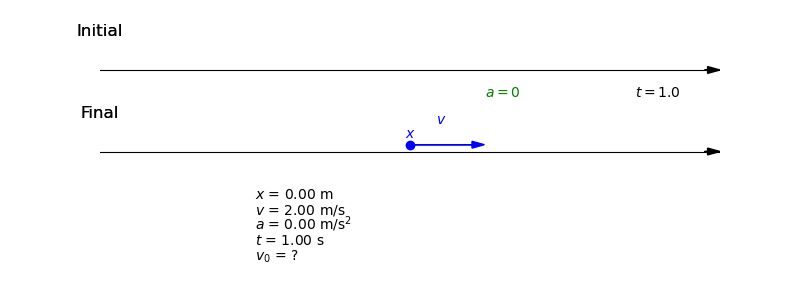 Initial
a = 0
t = 1.0
Final
v
x
x = 0.00 m
v = 2.00 m/s
a = 0.00 m/s²
t = 1.00 s
v₀ = ?